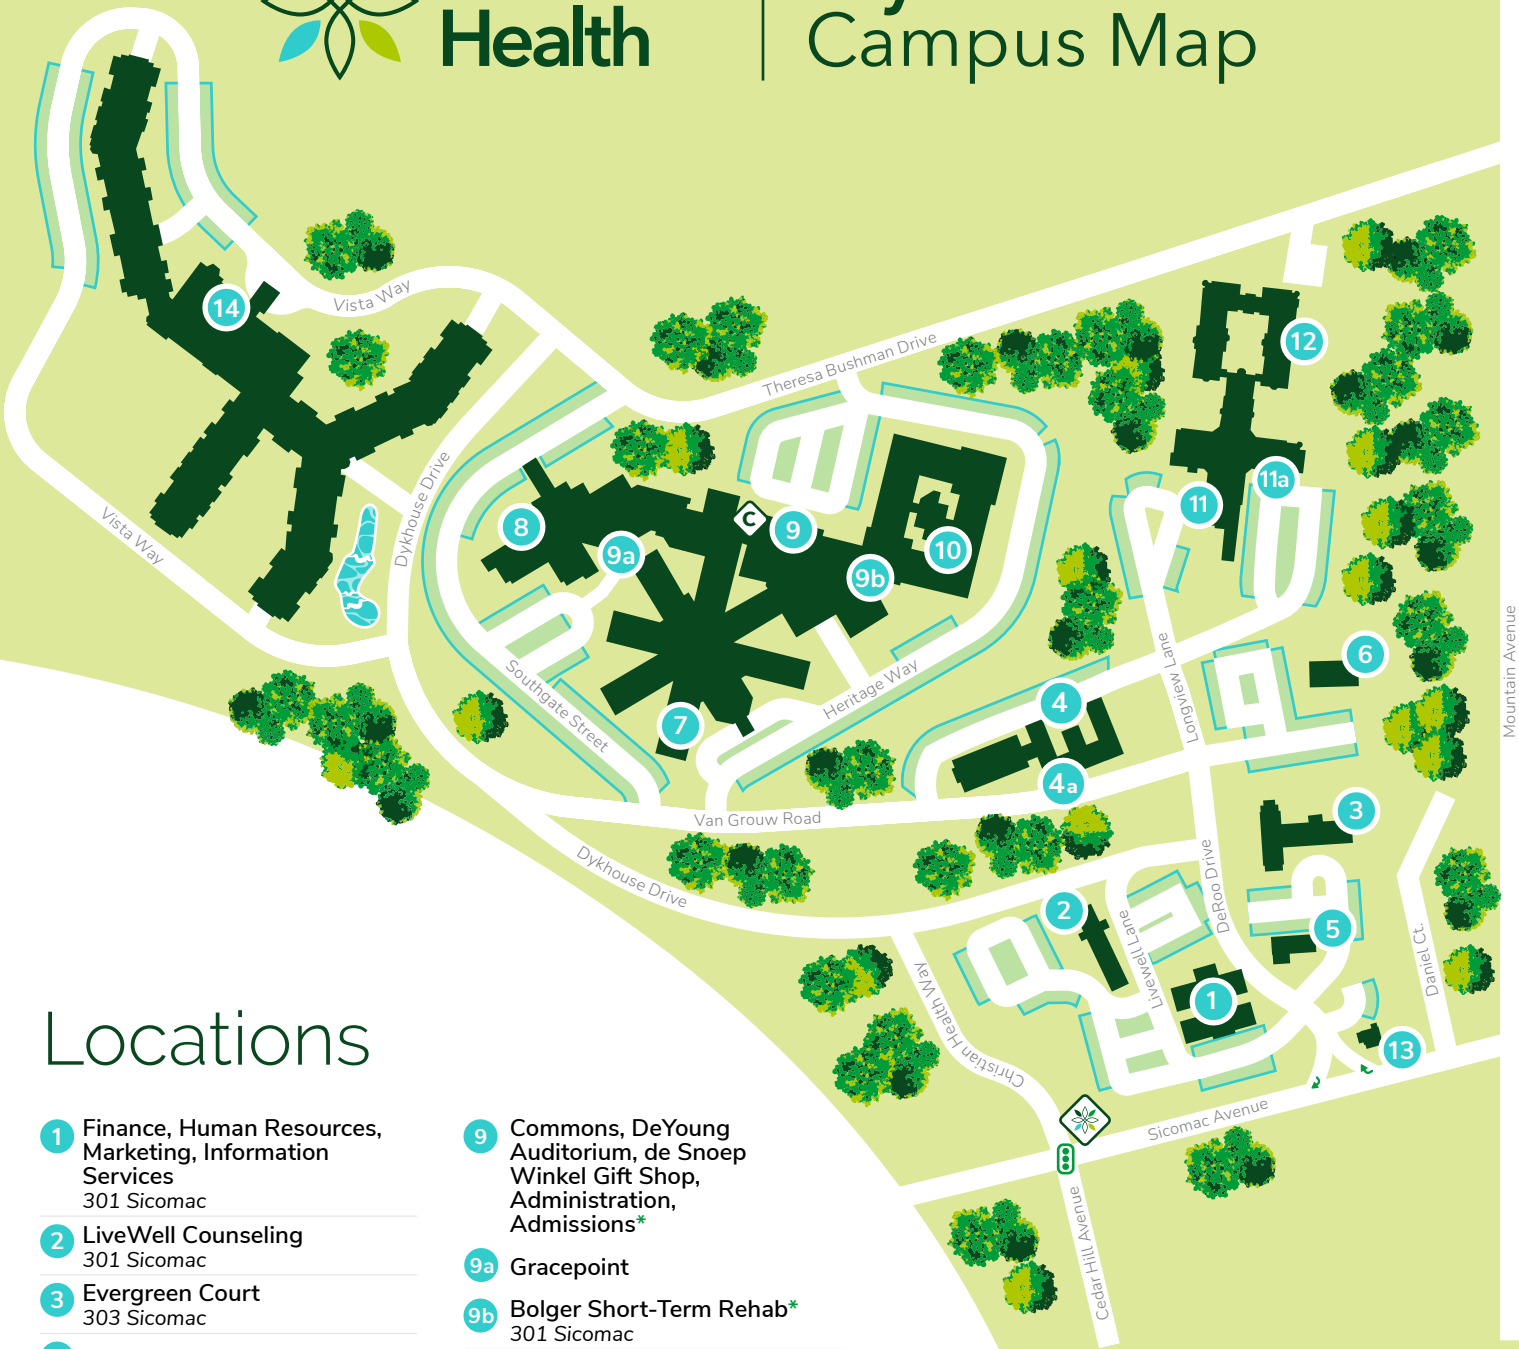 Health
Campus Map
Vista Way
Theresa Bushman Drive
14
12
11a
11
8
9a
C
9
9b
10
Vista Way
Dykhouse Drive
Mountain Avenue
6
Longview Lane
Heritage Way
Southgate Street
7
4
4a
3
Van Grouw Road
Dykhouse Drive
DeRoo Drive
2
5
Livewell Lane
Daniel Ct.
1
13
Christian Health Way
Sicomac Avenue
Cedar Hill Avenue
Locations
1 Finance, Human Resources,
Marketing, Information
Services
301 Sicomac
2 LiveWell Counseling
301 Sicomac
3 Evergreen Court
303 Sicomac
9 Commons, DeYoung
Auditorium, de Snoep
Winkel Gift Shop,
Administration,
Admissions*
9a Gracepoint
9b Bolger Short-Term Rehab*
301 Sicomac